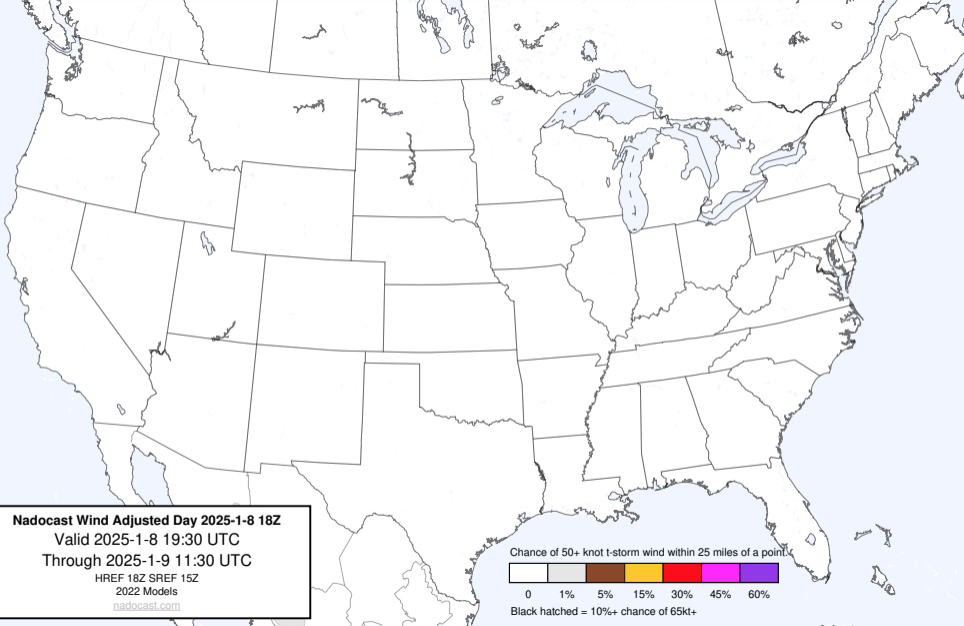 Nadocast Wind Adjusted Day 2025-1-8 18Z
Valid 2025-1-8 19:30 UTC
Through 2025-1-9 11:30 UTC
HREF 18Z SREF 15Z
2022 Models
nadocast.com
Chance of 50+ knot t-storm wind within 25 miles of a point.
0 1% 5% 15% 30% 45% 60%
Black hatched = 10%+ chance of 65kt+